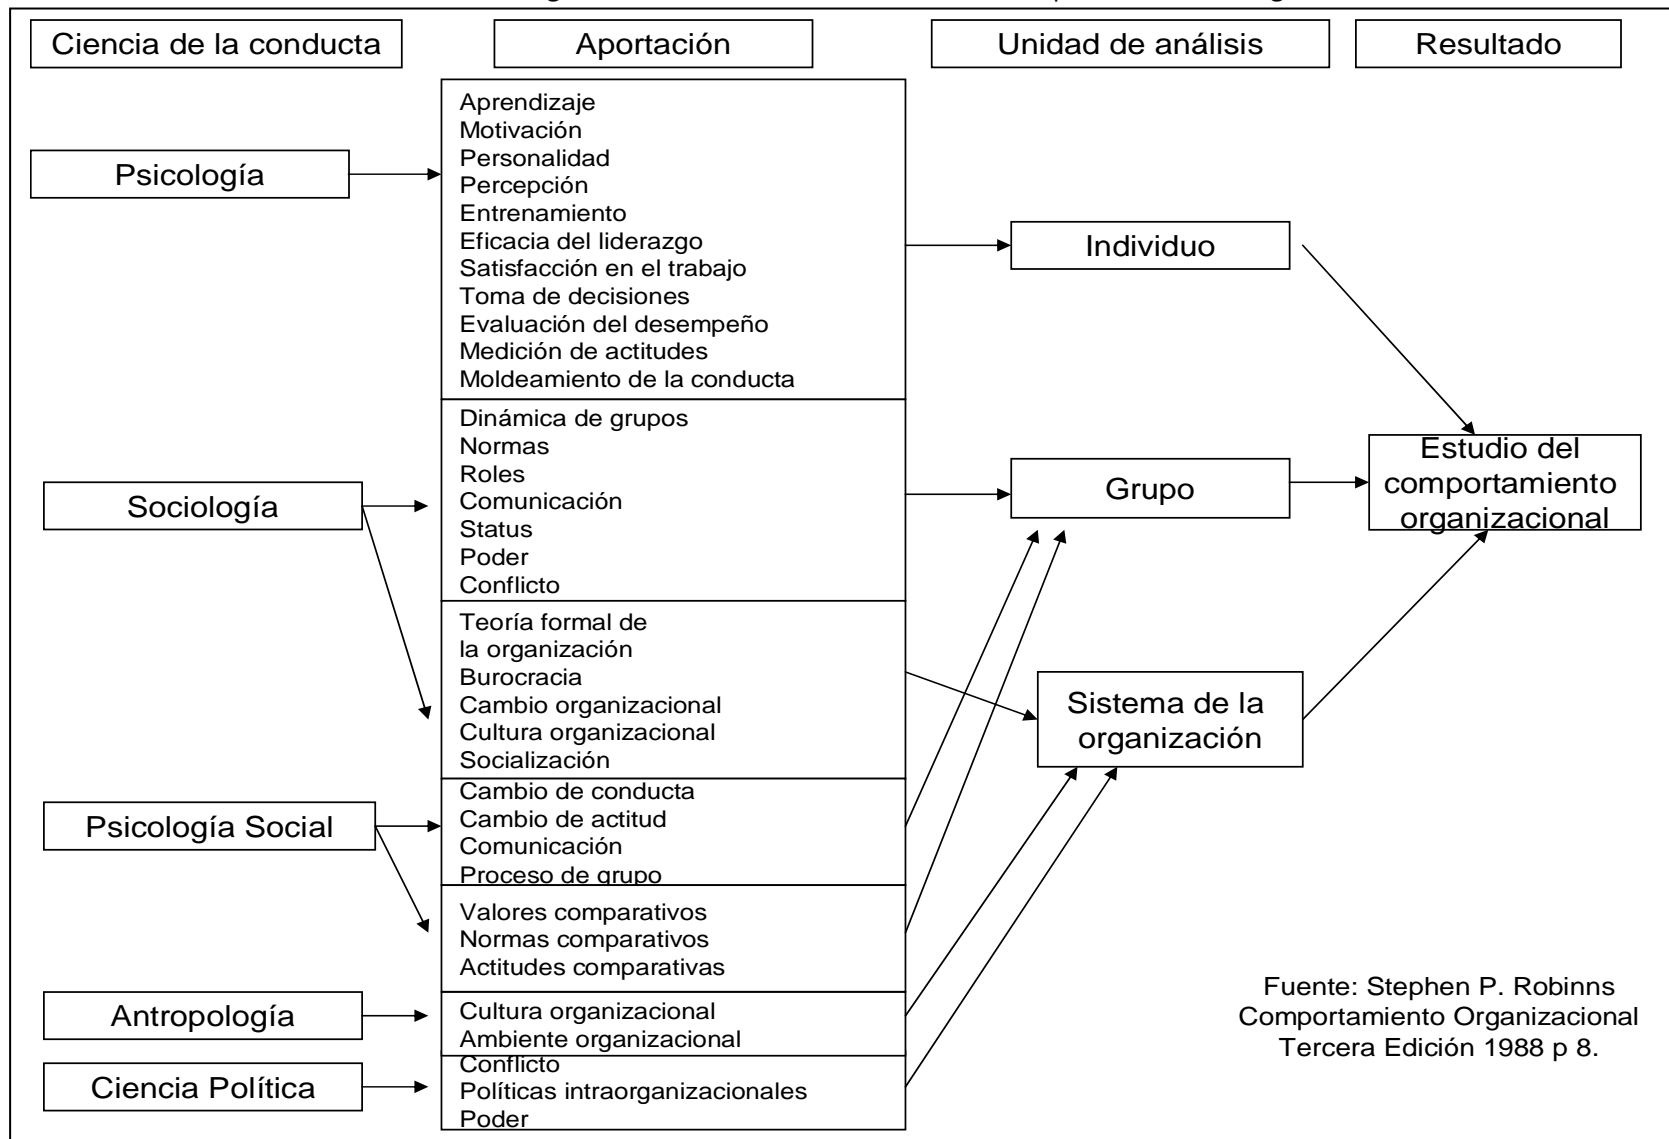 Ciencia de la conducta
Aportación
Unidad de análisis
Resultado
Psicología
Aprendizaje
Motivación
Personalidad
Percepción
Entrenamiento
Eficacia del liderazgo
Satisfacción en el trabajo
Toma de decisiones
Evaluación del desempeño
Medición de actitudes
Moldeamiento de la conducta
Individuo
Sociología
Dinámica de grupos
Normas
Roles
Comunicación
Status
Poder
Conflicto
Grupo
Estudio del
comportamiento
organizacional
Teoría formal de
la organización
Burocracia
Cambio organizacional
Cultura organizacional
Socialización
Sistema de la
organización
Psicología Social
Cambio de conducta
Cambio de actitud
Comunicación
Proceso de grupo
Valores comparativos
Normas comparativos
Actitudes comparativas
Antropología
Cultura organizacional
Ambiente organizacional
Ciencia Política
Conflicto
Políticas intraorganizacionales
Poder
Fuente: Stephen P. Robinns
Comportamiento Organizacional
Tercera Edición 1988 p 8.